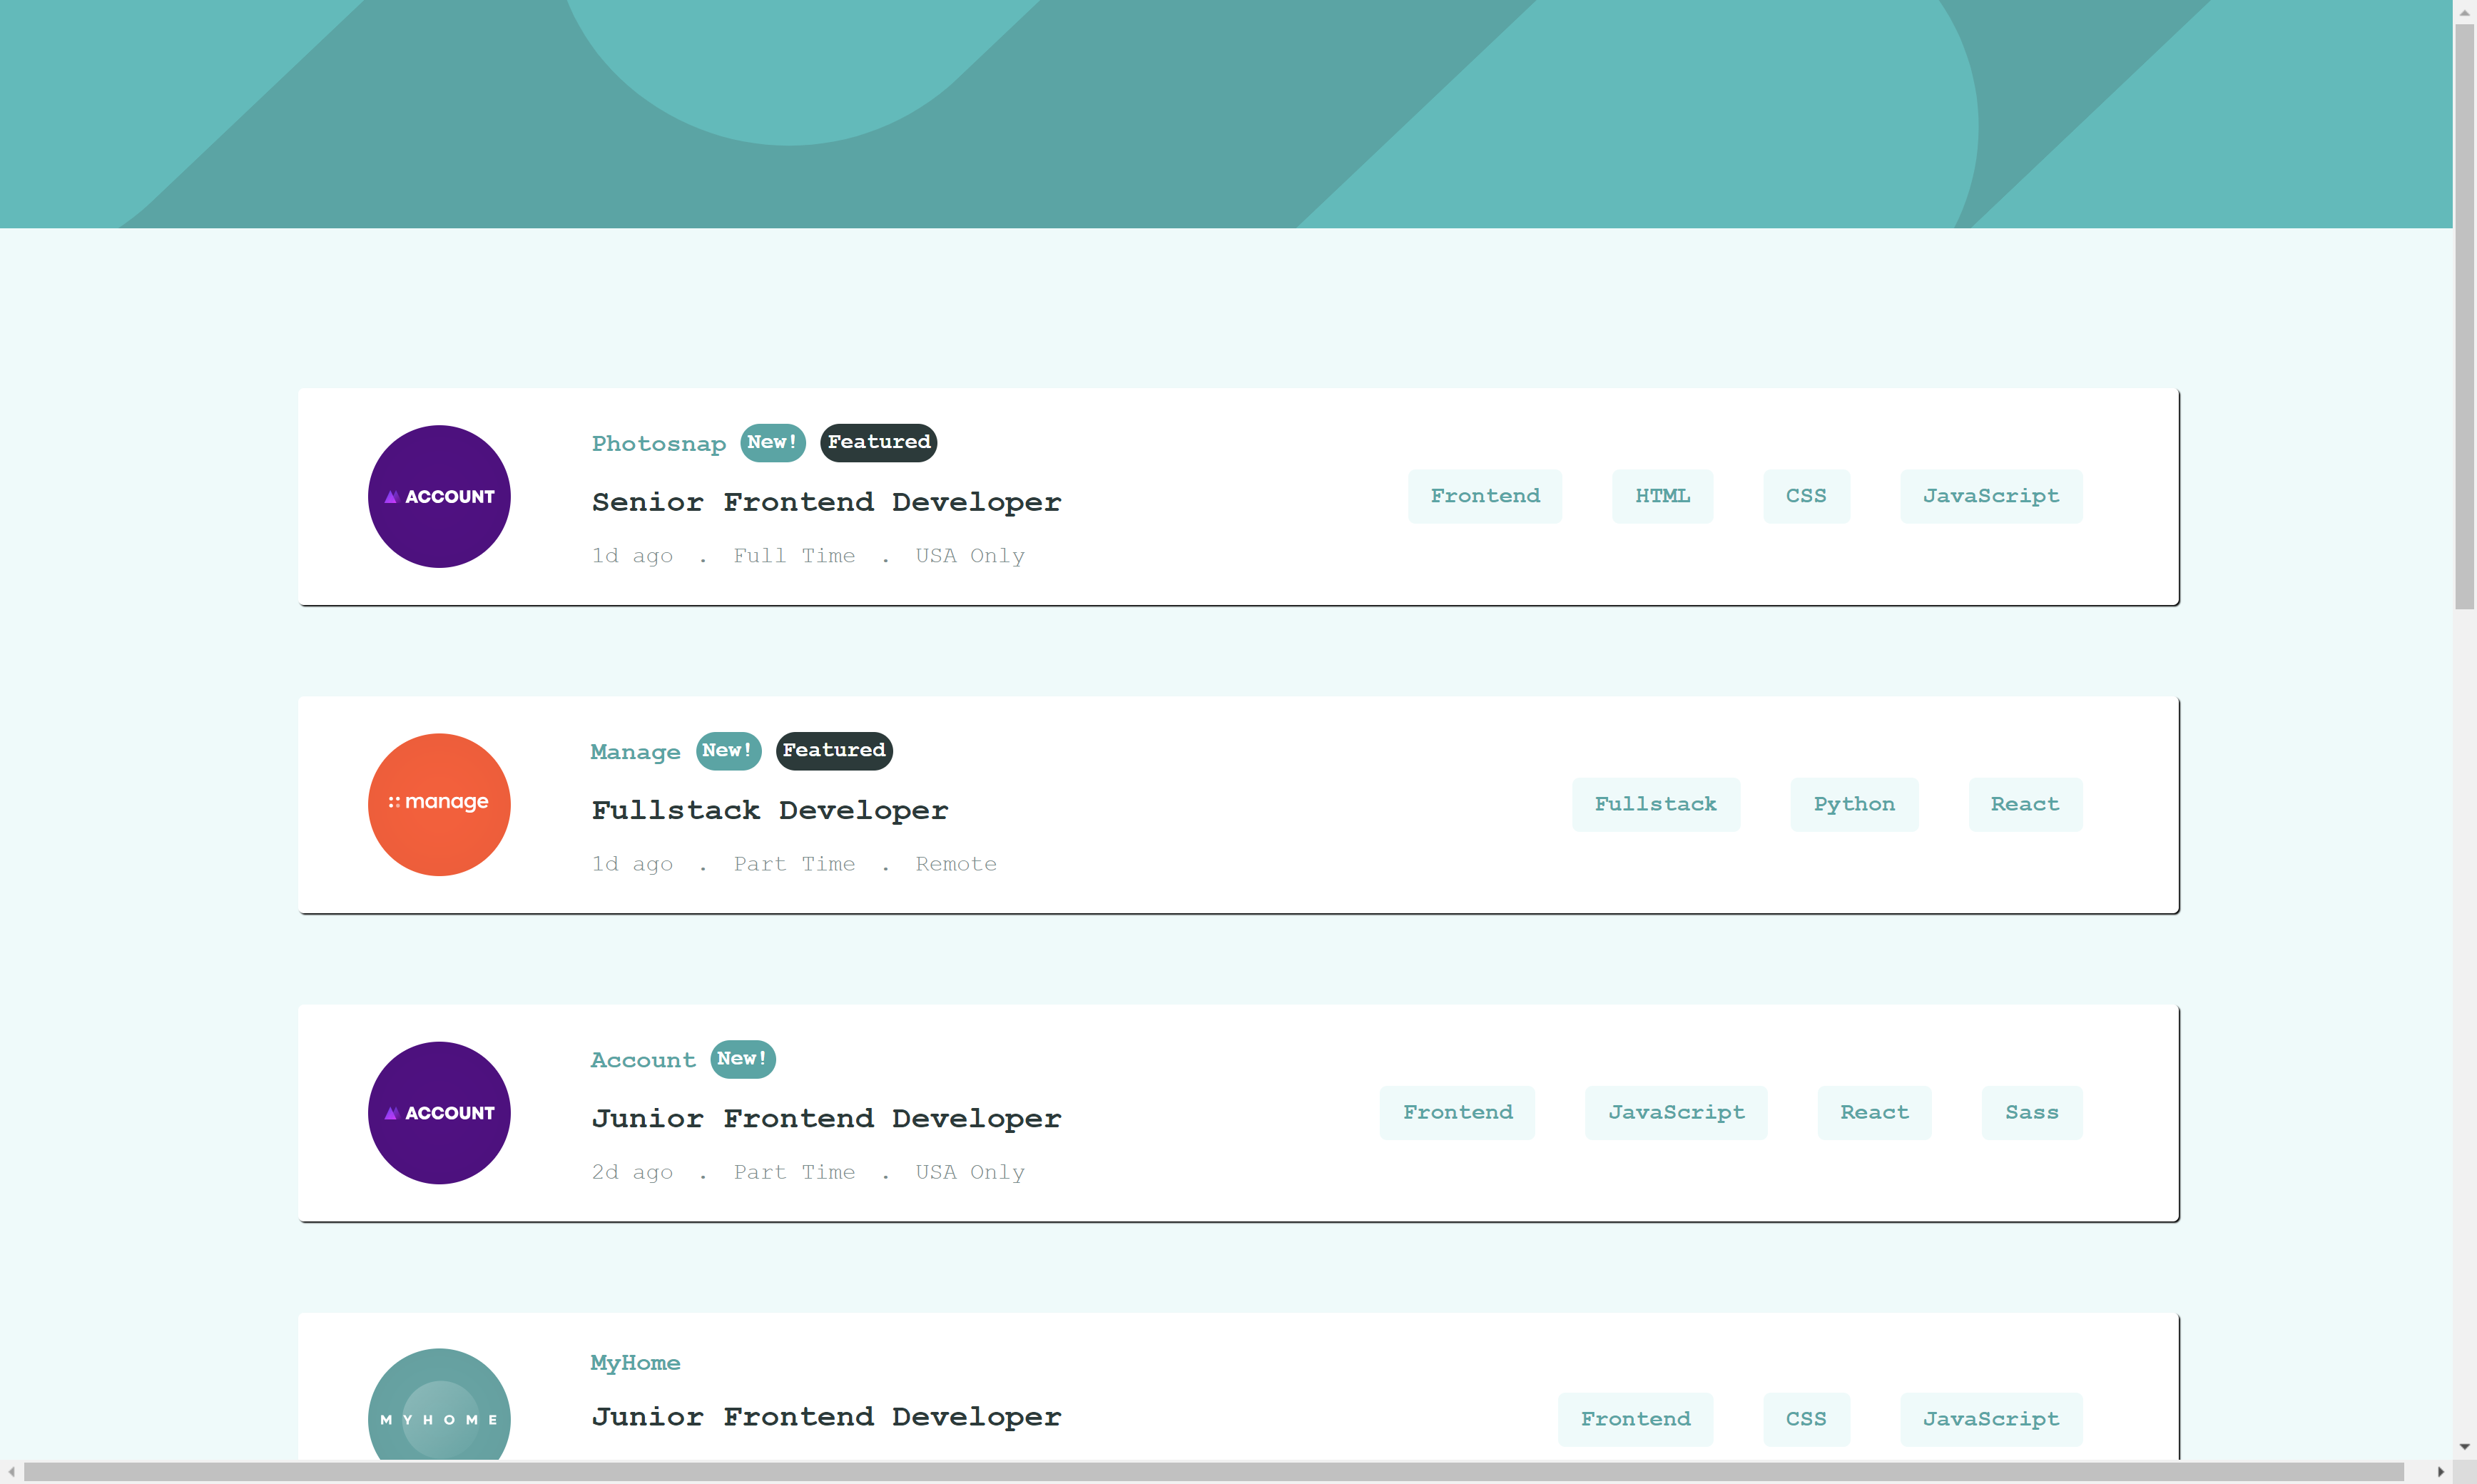 Photosnap New! Featured
ACCOUNT
Senior Frontend Developer
1d ago . Full Time . USA Only
Frontend HTML CSS JavaScript
Manage New! Featured
manage
Fullstack Developer
1d ago . Part Time . Remote
Fullstack Python React
Account New!
ACCOUNT
Junior Frontend Developer
2d ago . Part Time . USA Only
Frontend JavaScript React Sass
MyHome
MYHOME
Junior Frontend Developer
Frontend CSS JavaScript